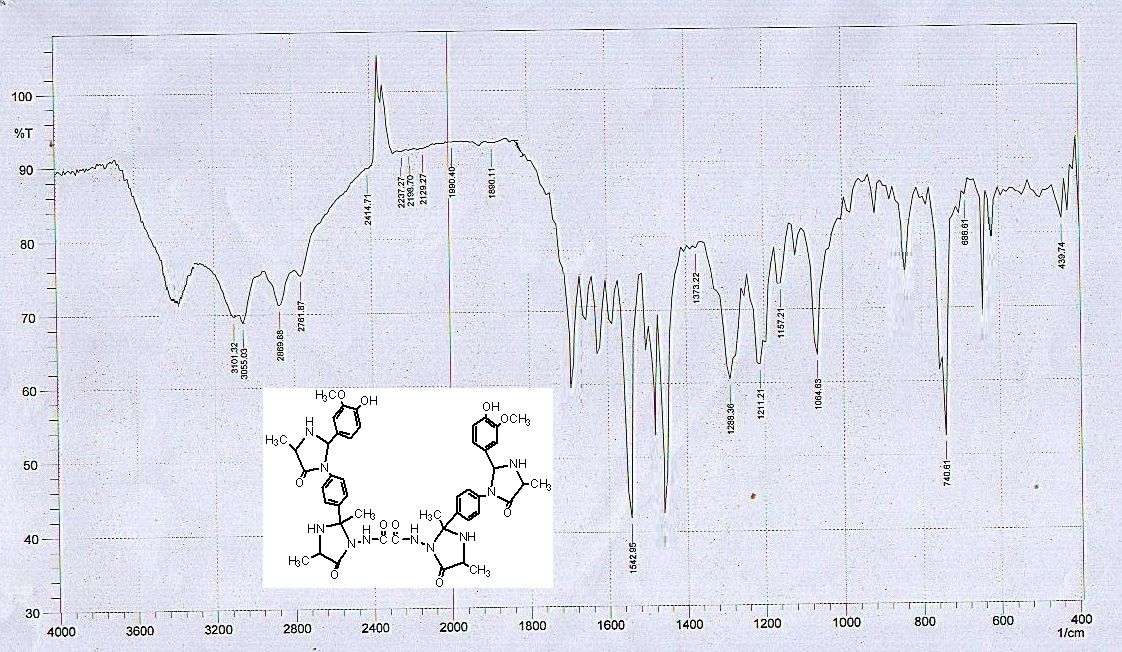 100
%T
90
80
70
60
50
40
30
4000
3600
3200
2800
2400
2000
1600
1400
1200
1000
800
600
400
1/cm
3101.32
3055.03
2869.88
2761.87
2414.71
2237.27
2198.70
2129.27
1990.40
1890.11
1542.95
1373.22
1288.36
1211.21
1157.21
1064.63
740.61
686.61
439.74
H₃CO
OH
H
N
H₃C
N
O
CH₃
HN
N
H
N
H₃C
O
O O
C C
H
N
N
O
CH₃
NH
H₃C
N
O
CH₃
NH
OH
OCH₃